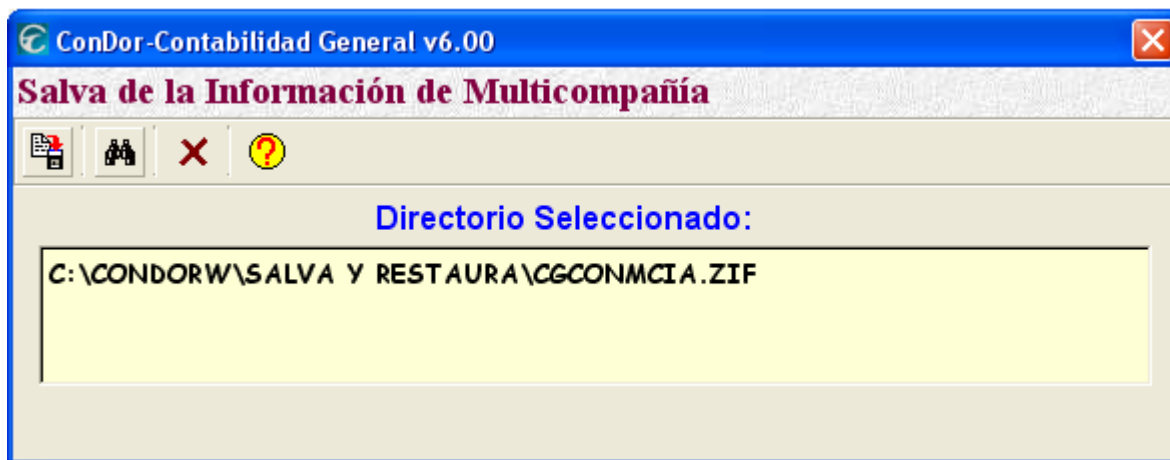 ConDor-Contabilidad General v6.00
Salva de la Información de Multicompañía
Directorio Seleccionado:
C:\CONDORW\SALVA Y RESTAURA\CGCONMCIA.ZIF